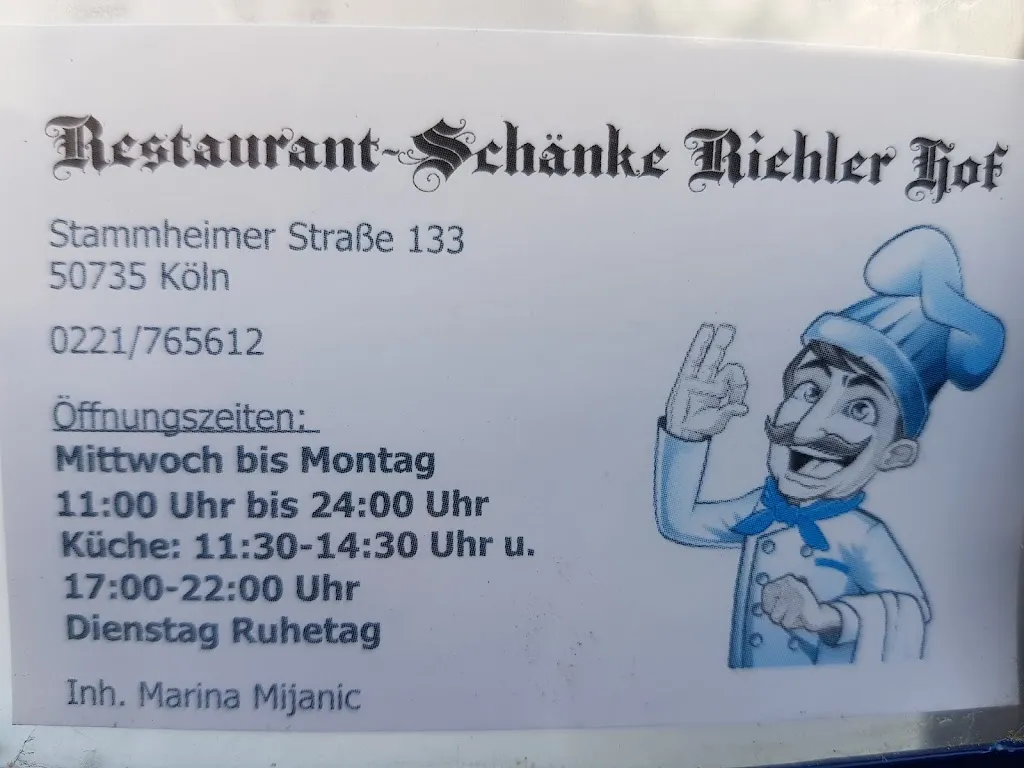 Restaurant-Schänke Riehler Hof
Stammheimer Straße 133
50735 Köln
0221/765612
Öffnungszeiten:
Mittwoch bis Montag
11:00 Uhr bis 24:00 Uhr
Küche: 11:30-14:30 Uhr u.
17:00-22:00 Uhr
Dienstag Ruhetag
Inh. Marina Mijanic